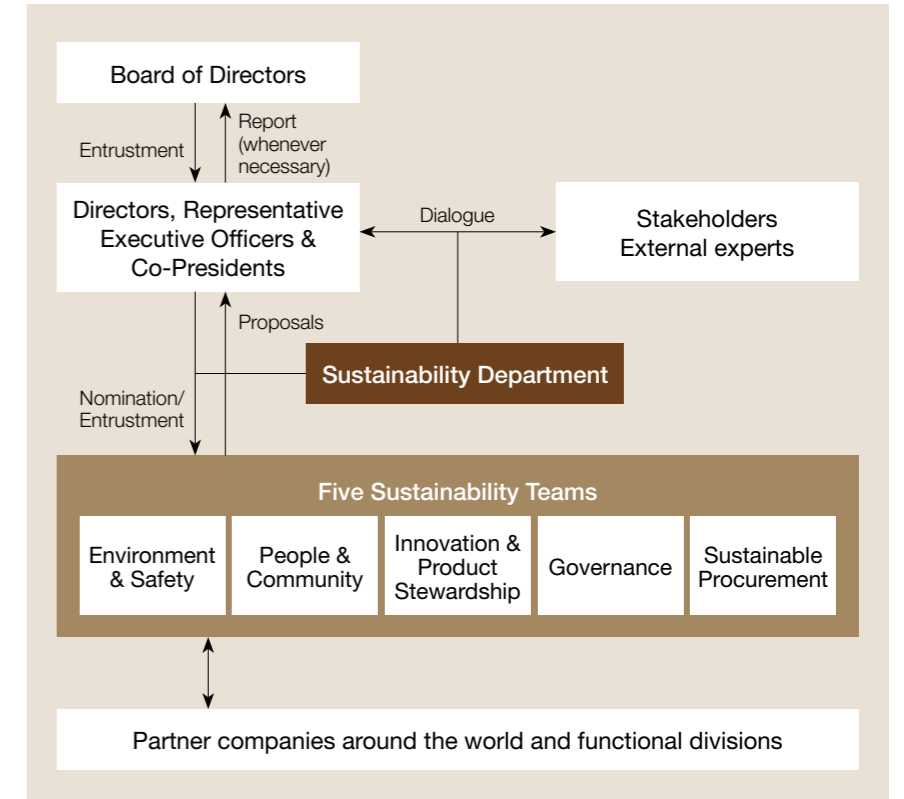 Board of Directors
Entrustment
Report
(whenever
necessary)
Directors, Representative
Executive Officers &
Co-Presidents
Dialogue
Stakeholders
External experts
Proposals
Sustainability Department
Nomination/
Entrustment
Five Sustainability Teams
Environment
& Safety
People &
Community
Innovation &
Product
Stewardship
Governance
Sustainable
Procurement
Partner companies around the world and functional divisions